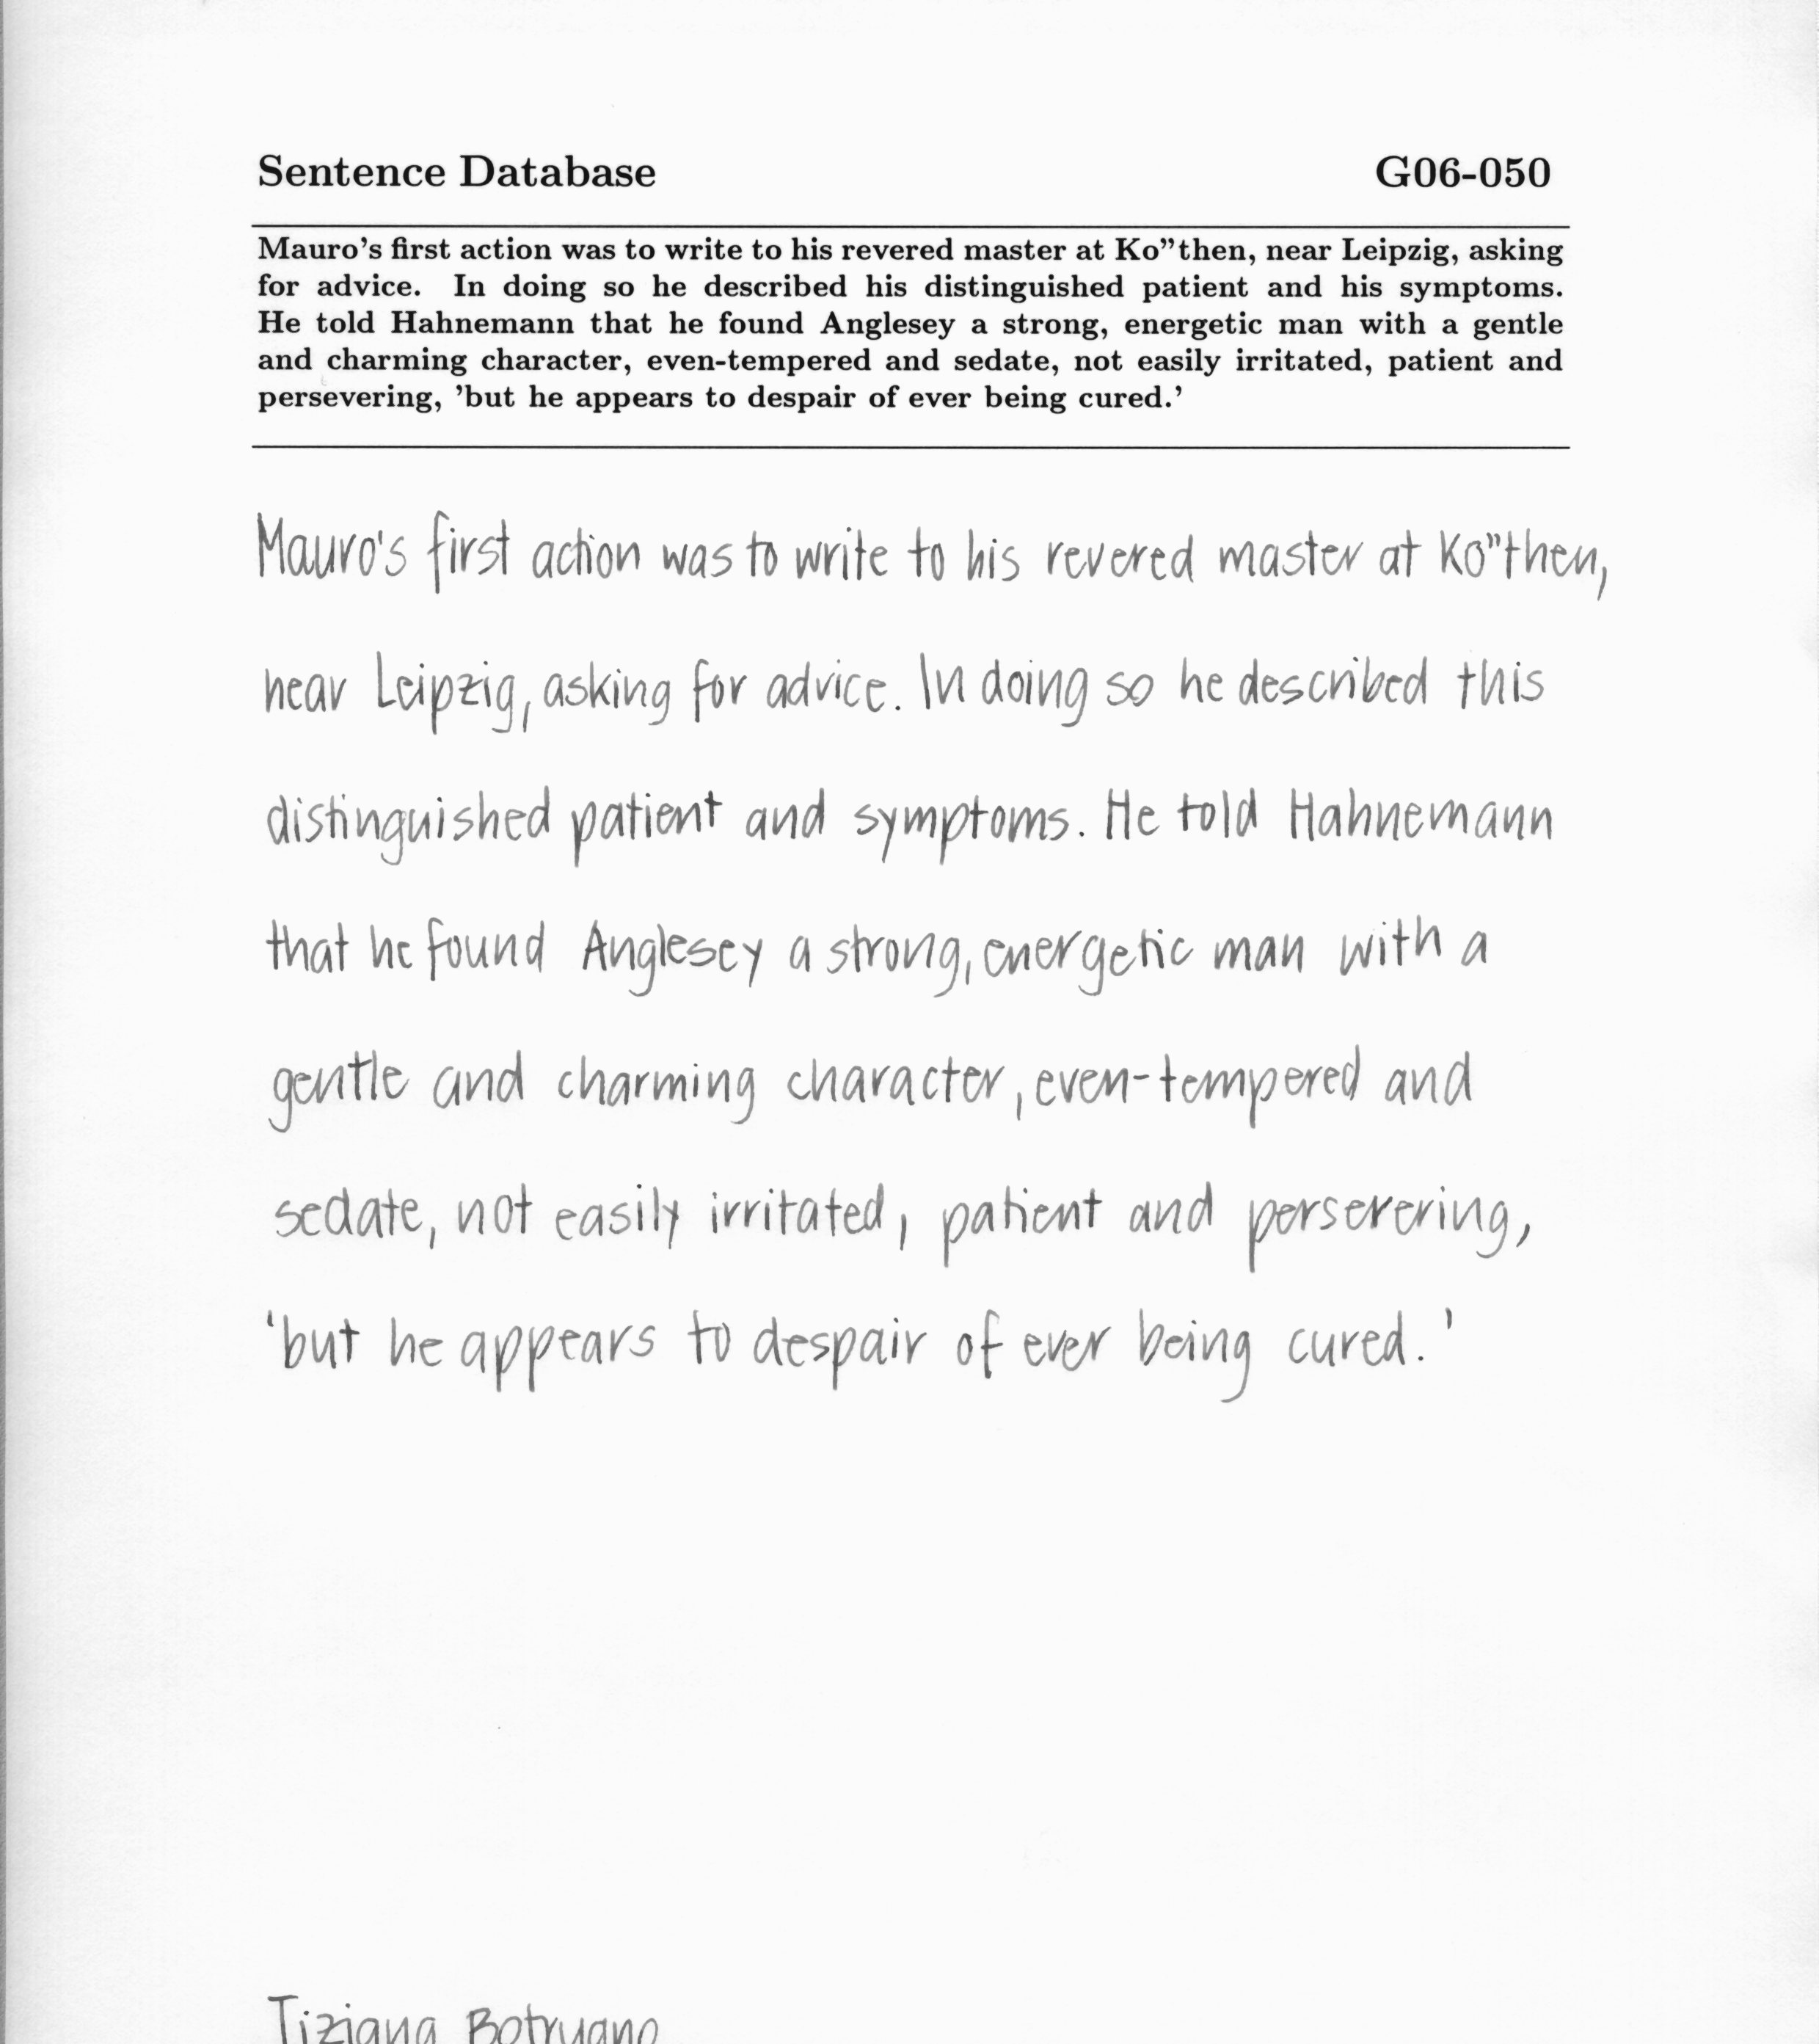 Sentence Database G06-050
Mauro's first action was to write to his revered master at Ko"then, near Leipzig, asking
for advice. In doing so he described his distinguished patient and his symptoms.
He told Hahnemann that he found Anglesey a strong, energetic man with a gentle
and charming character, even-tempered and sedate, not easily irritated, patient and
persevering, 'but he appears to despair of ever being cured.'
Mauro's first action was to write to his revered master at Ko"then,
near Leipzig, asking for advice. In doing so he described this
distinguished patient and symptoms. He told Hahnemann
that he found Anglesey a strong, energetic man with a
gentle and charming character, even-tempered and
sedate, not easily irritated, patient and persevering,
'but he appears to despair of ever being cured.'
Tiziana